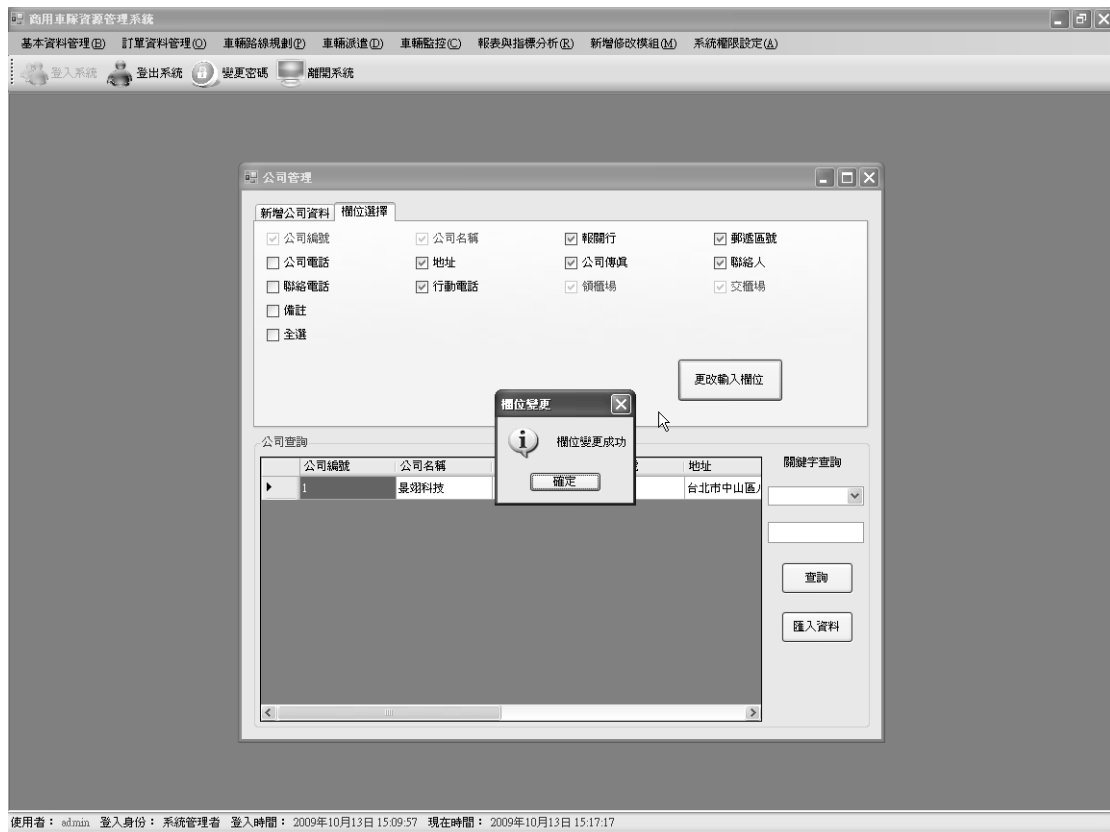 商用車隊資源管理系統
基本資料管理(B) 訂單資料管理(O) 車輛路線規劃(P) 車輛派遣(D) 車輛監控(C) 報表與指標分析(R) 新增修改模組(M) 系統權限設定(A)
登入系統 登出系統 變更密碼 離開系統
公司管理
新增公司資料 欄位選擇
公司編號 公司名稱 報關行 郵遞區號
公司電話 地址 公司傳真 聯絡人
聯絡電話 行動電話 領櫃場 交櫃場
備註
全選
更改輸入欄位
欄位變更
欄位變更成功
確定
公司查詢
公司編號 公司名稱 地址
1 景翊科技 台北市中山區
關鍵字查詢
查詢
匯入資料
使用者： admin 登入身份： 系統管理者 登入時間： 2009年10月13日 15:09:57 現在時間： 2009年10月13日 15:17:17